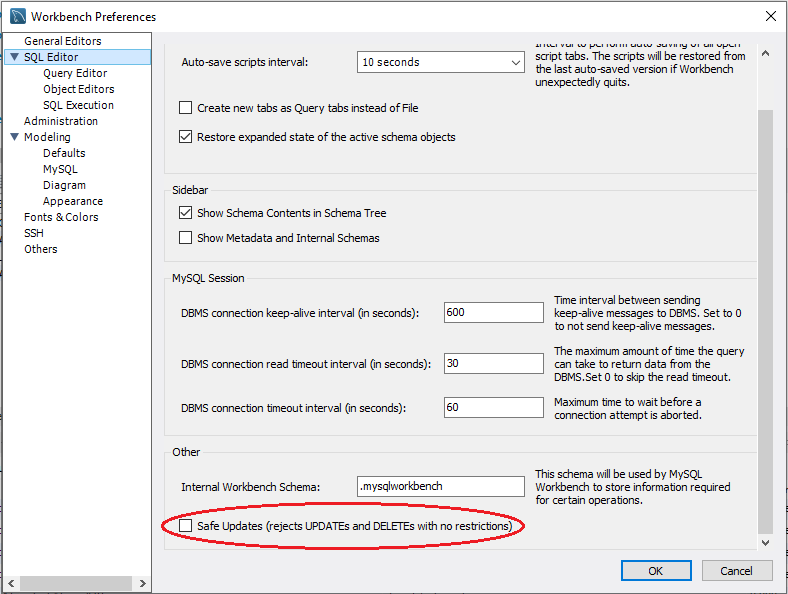 Workbench Preferences
General Editors
SQL Editor
Query Editor
Object Editors
SQL Execution
Administration
Modeling
Defaults
MySQL
Diagram
Appearance
Fonts & Colors
SSH
Others
Auto-save scripts interval:
10 seconds
Interval to perform auto-saving of all open
script tabs. The scripts will be restored from
the last auto-saved version if Workbench
unexpectedly quits.
Create new tabs as Query tabs instead of File
Restore expanded state of the active schema objects
Sidebar
Show Schema Contents in Schema Tree
Show Metadata and Internal Schemas
MySQL Session
DBMS connection keep-alive interval (in seconds):
600
Time interval between sending
keep-alive messages to DBMS. Set to 0
to not send keep-alive messages.
DBMS connection read timeout interval (in seconds):
30
The maximum amount of time the query
can take to return data from the
DBMS.Set 0 to skip the read timeout.
DBMS connection timeout interval (in seconds):
60
Maximum time to wait before a
connection attempt is aborted.
Other
Internal Workbench Schema:
.mysqlworkbench
This schema will be used by MySQL
Workbench to store information required
for certain operations.
Safe Updates (rejects UPDATEs and DELETEs with no restrictions)
OK
Cancel